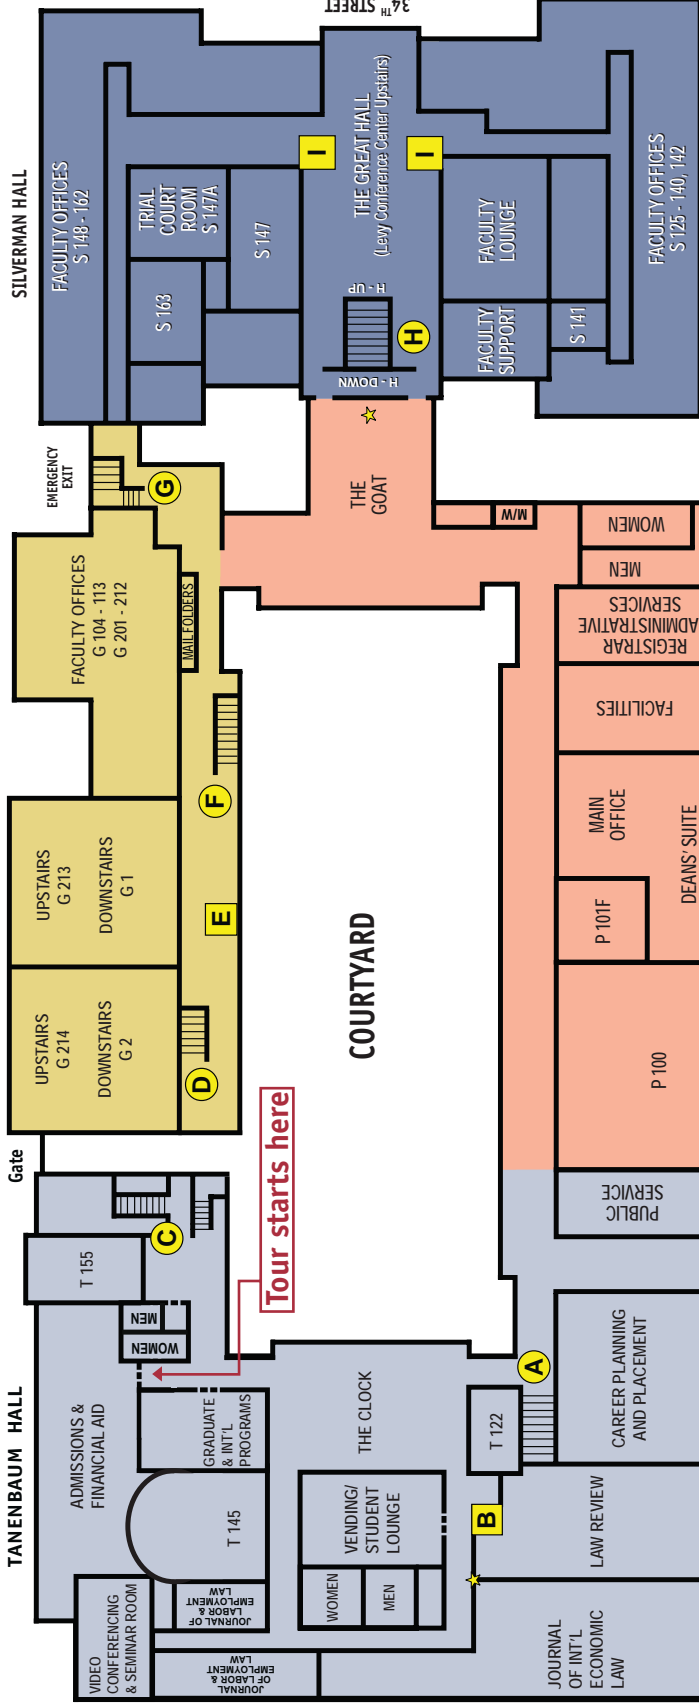 34TH STREET
SILVERMAN HALL
FACULTY OFFICES
S 148 - 162
TRIAL
COURT
ROOM
S 147A
S 147
S 163
I
THE GREAT HALL
(Levy Conference Center Upstairs)
I
H - UP
H
H - DOWN
FACULTY
LOUNGE
FACULTY
SUPPORT
S 141
FACULTY OFFICES
S 125 - 140, 142
EMERGENCY
EXIT
G
FACULTY OFFICES
G 104 - 113
G 201 - 212
MAIL FOLDERS
F
UPSTAIRS
G 213
DOWNSTAIRS
G 1
E
UPSTAIRS
G 214
DOWNSTAIRS
G 2
D
THE
GOAT
M/W
WOMEN
MEN
REGISTRAR
ADMINISTRATIVE
SERVICES
FACILITIES
MAIN
OFFICE
DEANS' SUITE
P 101F
P 100
COURTYARD
Gate
Tour starts here
TANENBAUM HALL
C
T 155
MEN
WOMEN
ADMISSIONS &
FINANCIAL AID
GRADUATE
& INT'L
PROGRAMS
T 145
JOURNAL OF
LABOR &
EMPLOYMENT
LAW
VIDEO
CONFERENCING
& SEMINAR ROOM
JOURNAL
OF LABOR &
EMPLOYMENT
LAW
THE CLOCK
VENDING/
STUDENT
LOUNGE
WOMEN
MEN
PUBLIC
SERVICE
A
T 122
B
CAREER PLANNING
AND PLACEMENT
LAW REVIEW
JOURNAL
OF INT'L
ECONOMIC
LAW